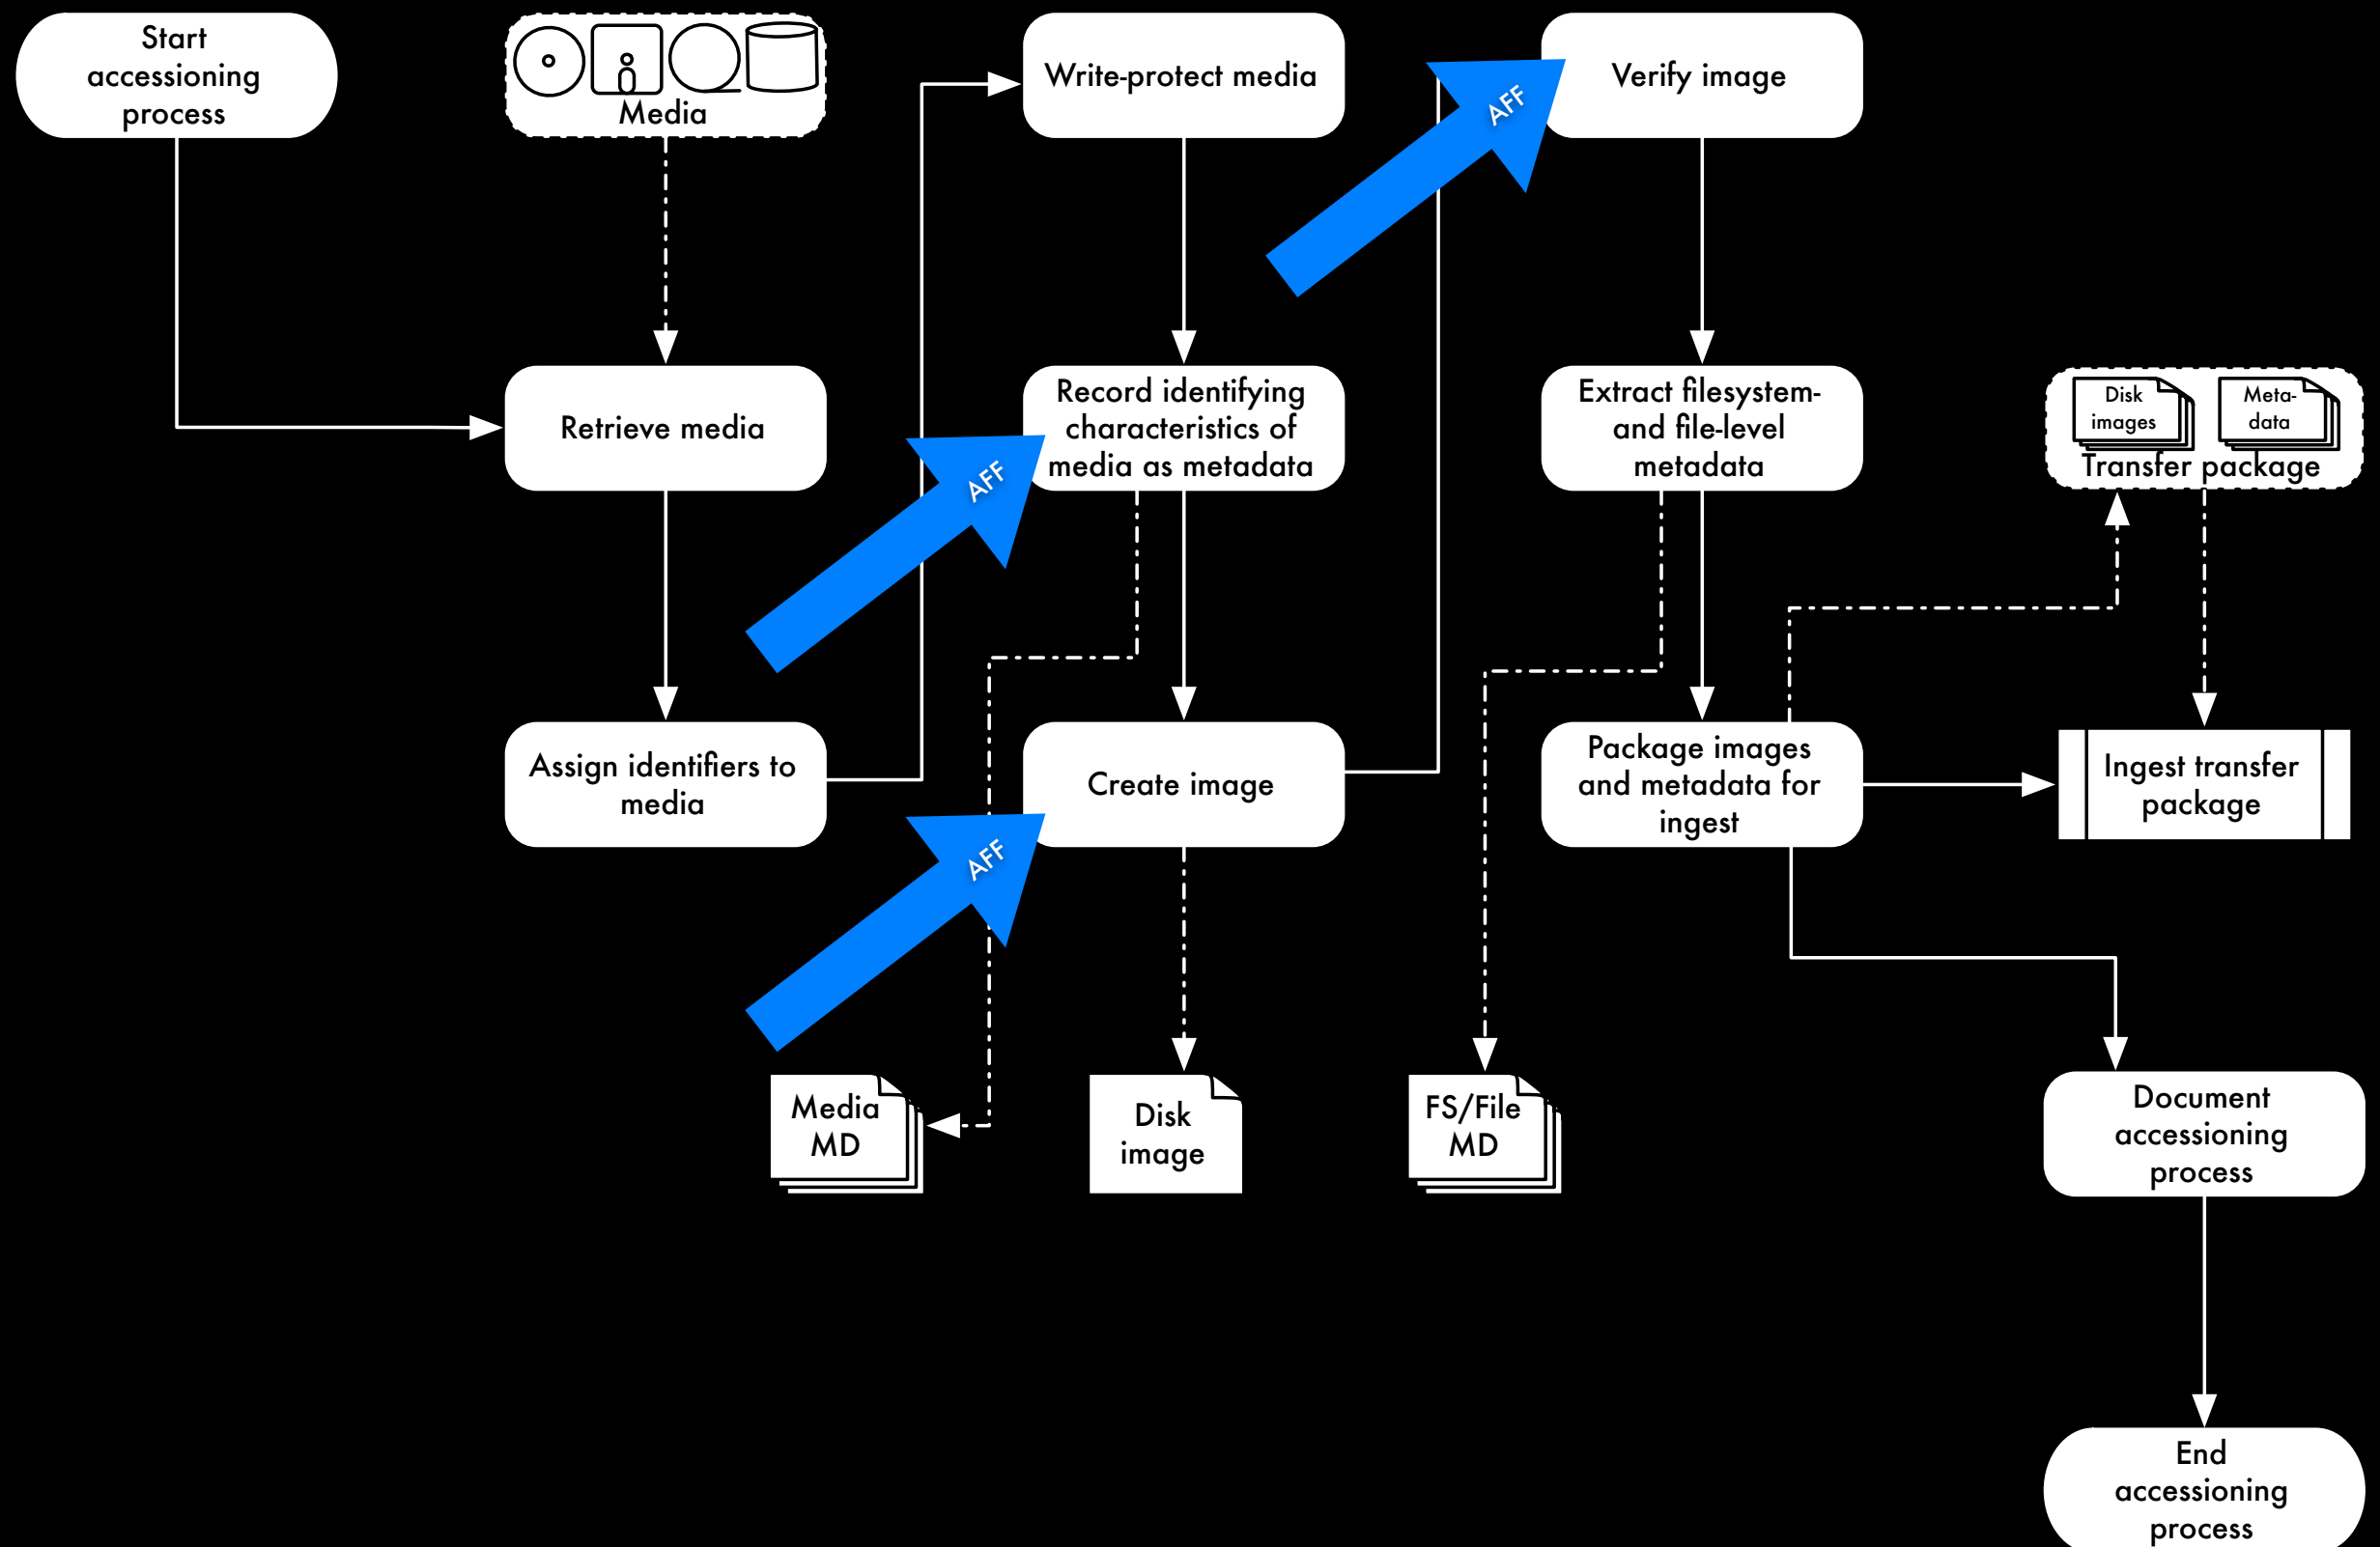 Start
accessioning
process
Media
Write-protect media
Verify image
AFF
Retrieve media
Record identifying
characteristics of
media as metadata
AFF
Extract filesystem-
and file-level
metadata
Disk
images
Meta-
data
Transfer package
Assign identifiers to
media
Create image
AFF
Package images
and metadata for
ingest
Ingest transfer
package
Media
MD
Disk
image
FS/File
MD
Document
accessioning
process
End
accessioning
process